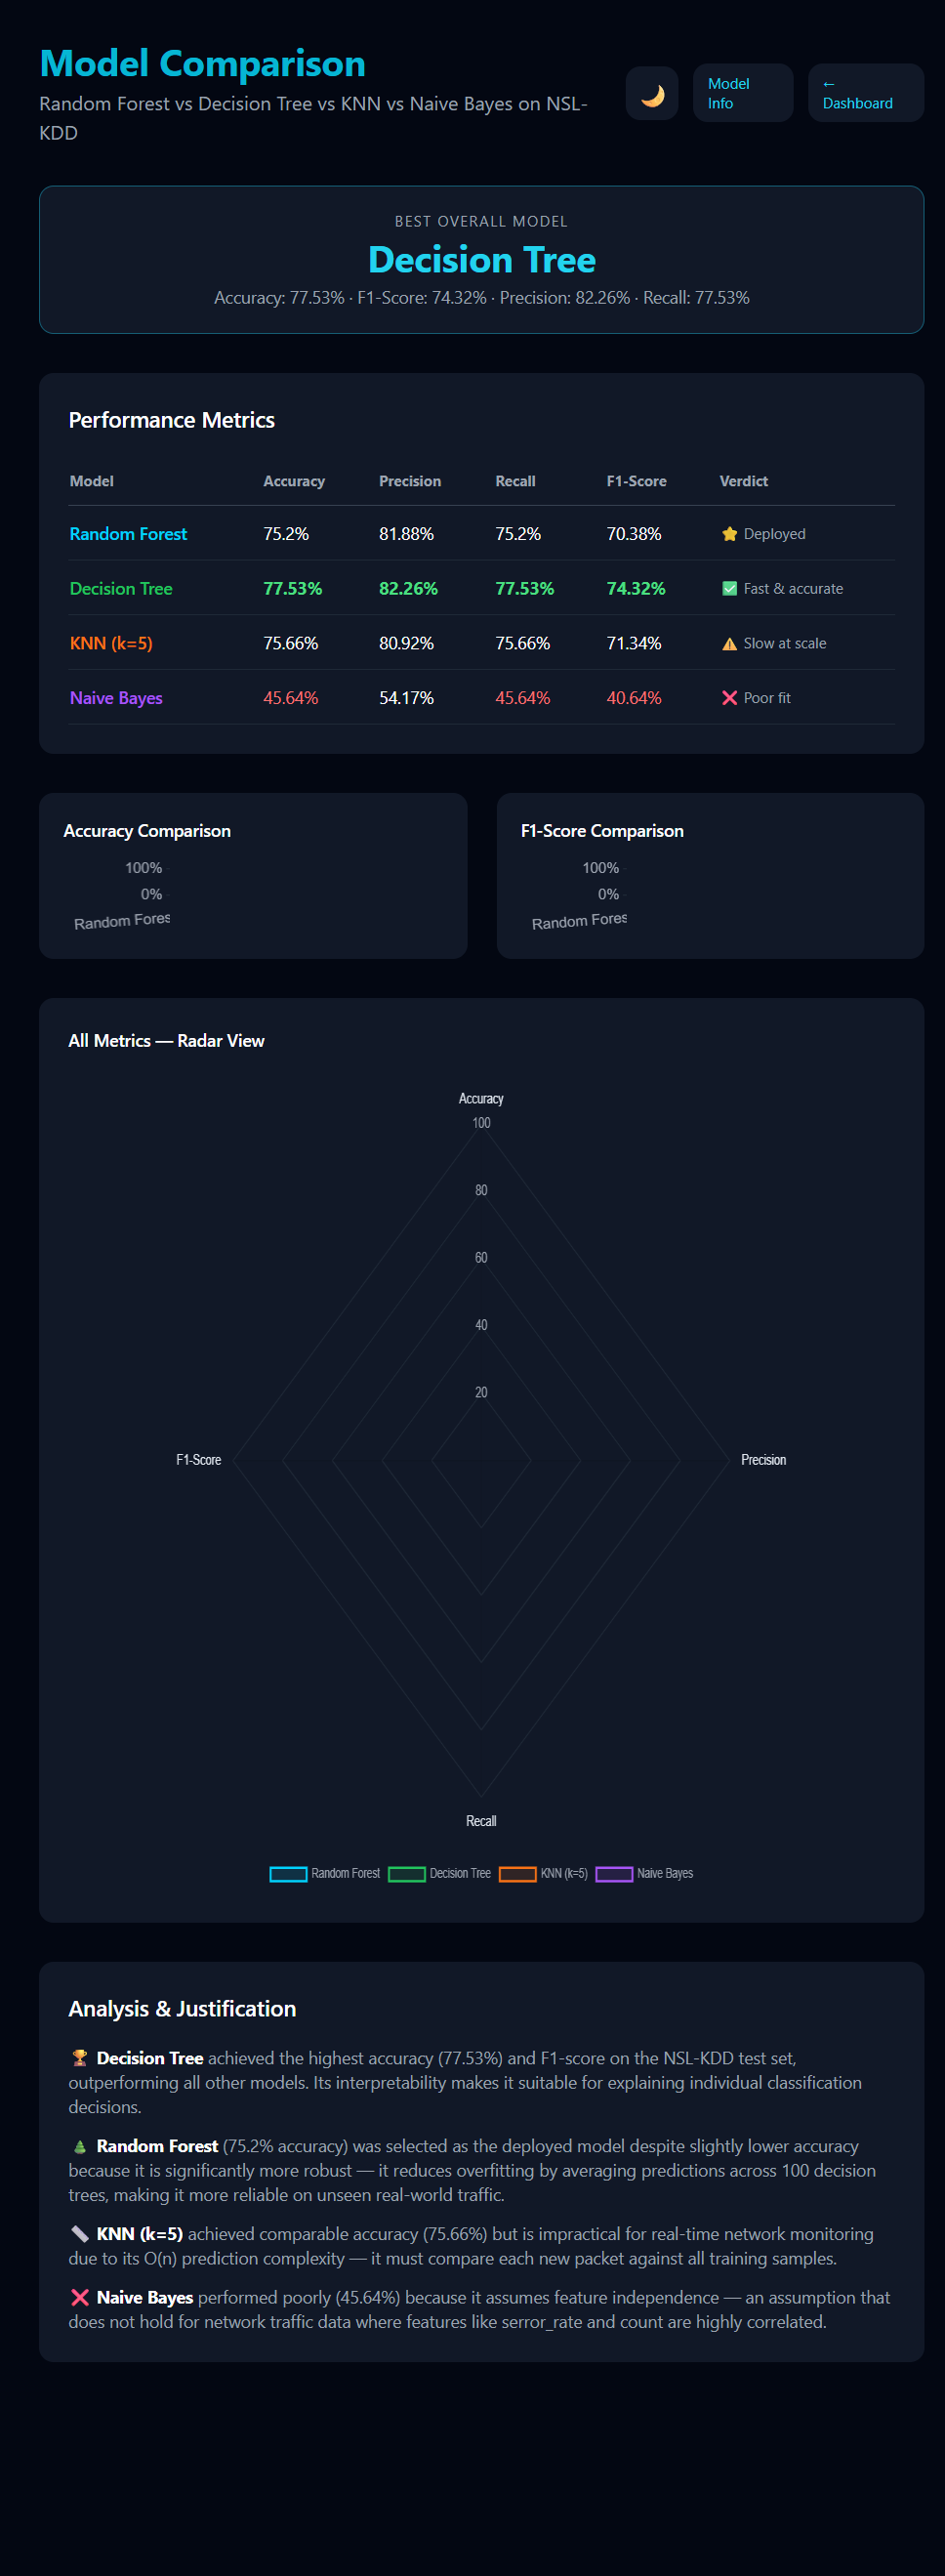 Model Comparison
Random Forest vs Decision Tree vs KNN vs Naive Bayes on NSL-
KDD
🌙
Model
Info
←
Dashboard
BEST OVERALL MODEL
Decision Tree
Accuracy: 77.53% · F1-Score: 74.32% · Precision: 82.26% · Recall: 77.53%
Performance Metrics
Model Accuracy Precision Recall F1-Score Verdict
Random Forest 75.2% 81.88% 75.2% 70.38% ⭐ Deployed
Decision Tree 77.53% 82.26% 77.53% 74.32% ✅ Fast & accurate
KNN (k=5) 75.66% 80.92% 75.66% 71.34% ⚠️ Slow at scale
Naive Bayes 45.64% 54.17% 45.64% 40.64% ❌ Poor fit
Accuracy Comparison
100%
0%
Random Fores
F1-Score Comparison
100%
0%
Random Fores
All Metrics — Radar View
Accuracy
100
80
60
40
20
F1-Score
Precision
Recall
Random Forest Decision Tree KNN (k=5) Naive Bayes
Analysis & Justification
🏆 Decision Tree achieved the highest accuracy (77.53%) and F1-score on the NSL-KDD test set,
outperforming all other models. Its interpretability makes it suitable for explaining individual classification
decisions.
🌲 Random Forest (75.2% accuracy) was selected as the deployed model despite slightly lower accuracy
because it is significantly more robust — it reduces overfitting by averaging predictions across 100 decision
trees, making it more reliable on unseen real-world traffic.
📏 KNN (k=5) achieved comparable accuracy (75.66%) but is impractical for real-time network monitoring
due to its O(n) prediction complexity — it must compare each new packet against all training samples.
❌ Naive Bayes performed poorly (45.64%) because it assumes feature independence — an assumption that
does not hold for network traffic data where features like serror_rate and count are highly correlated.